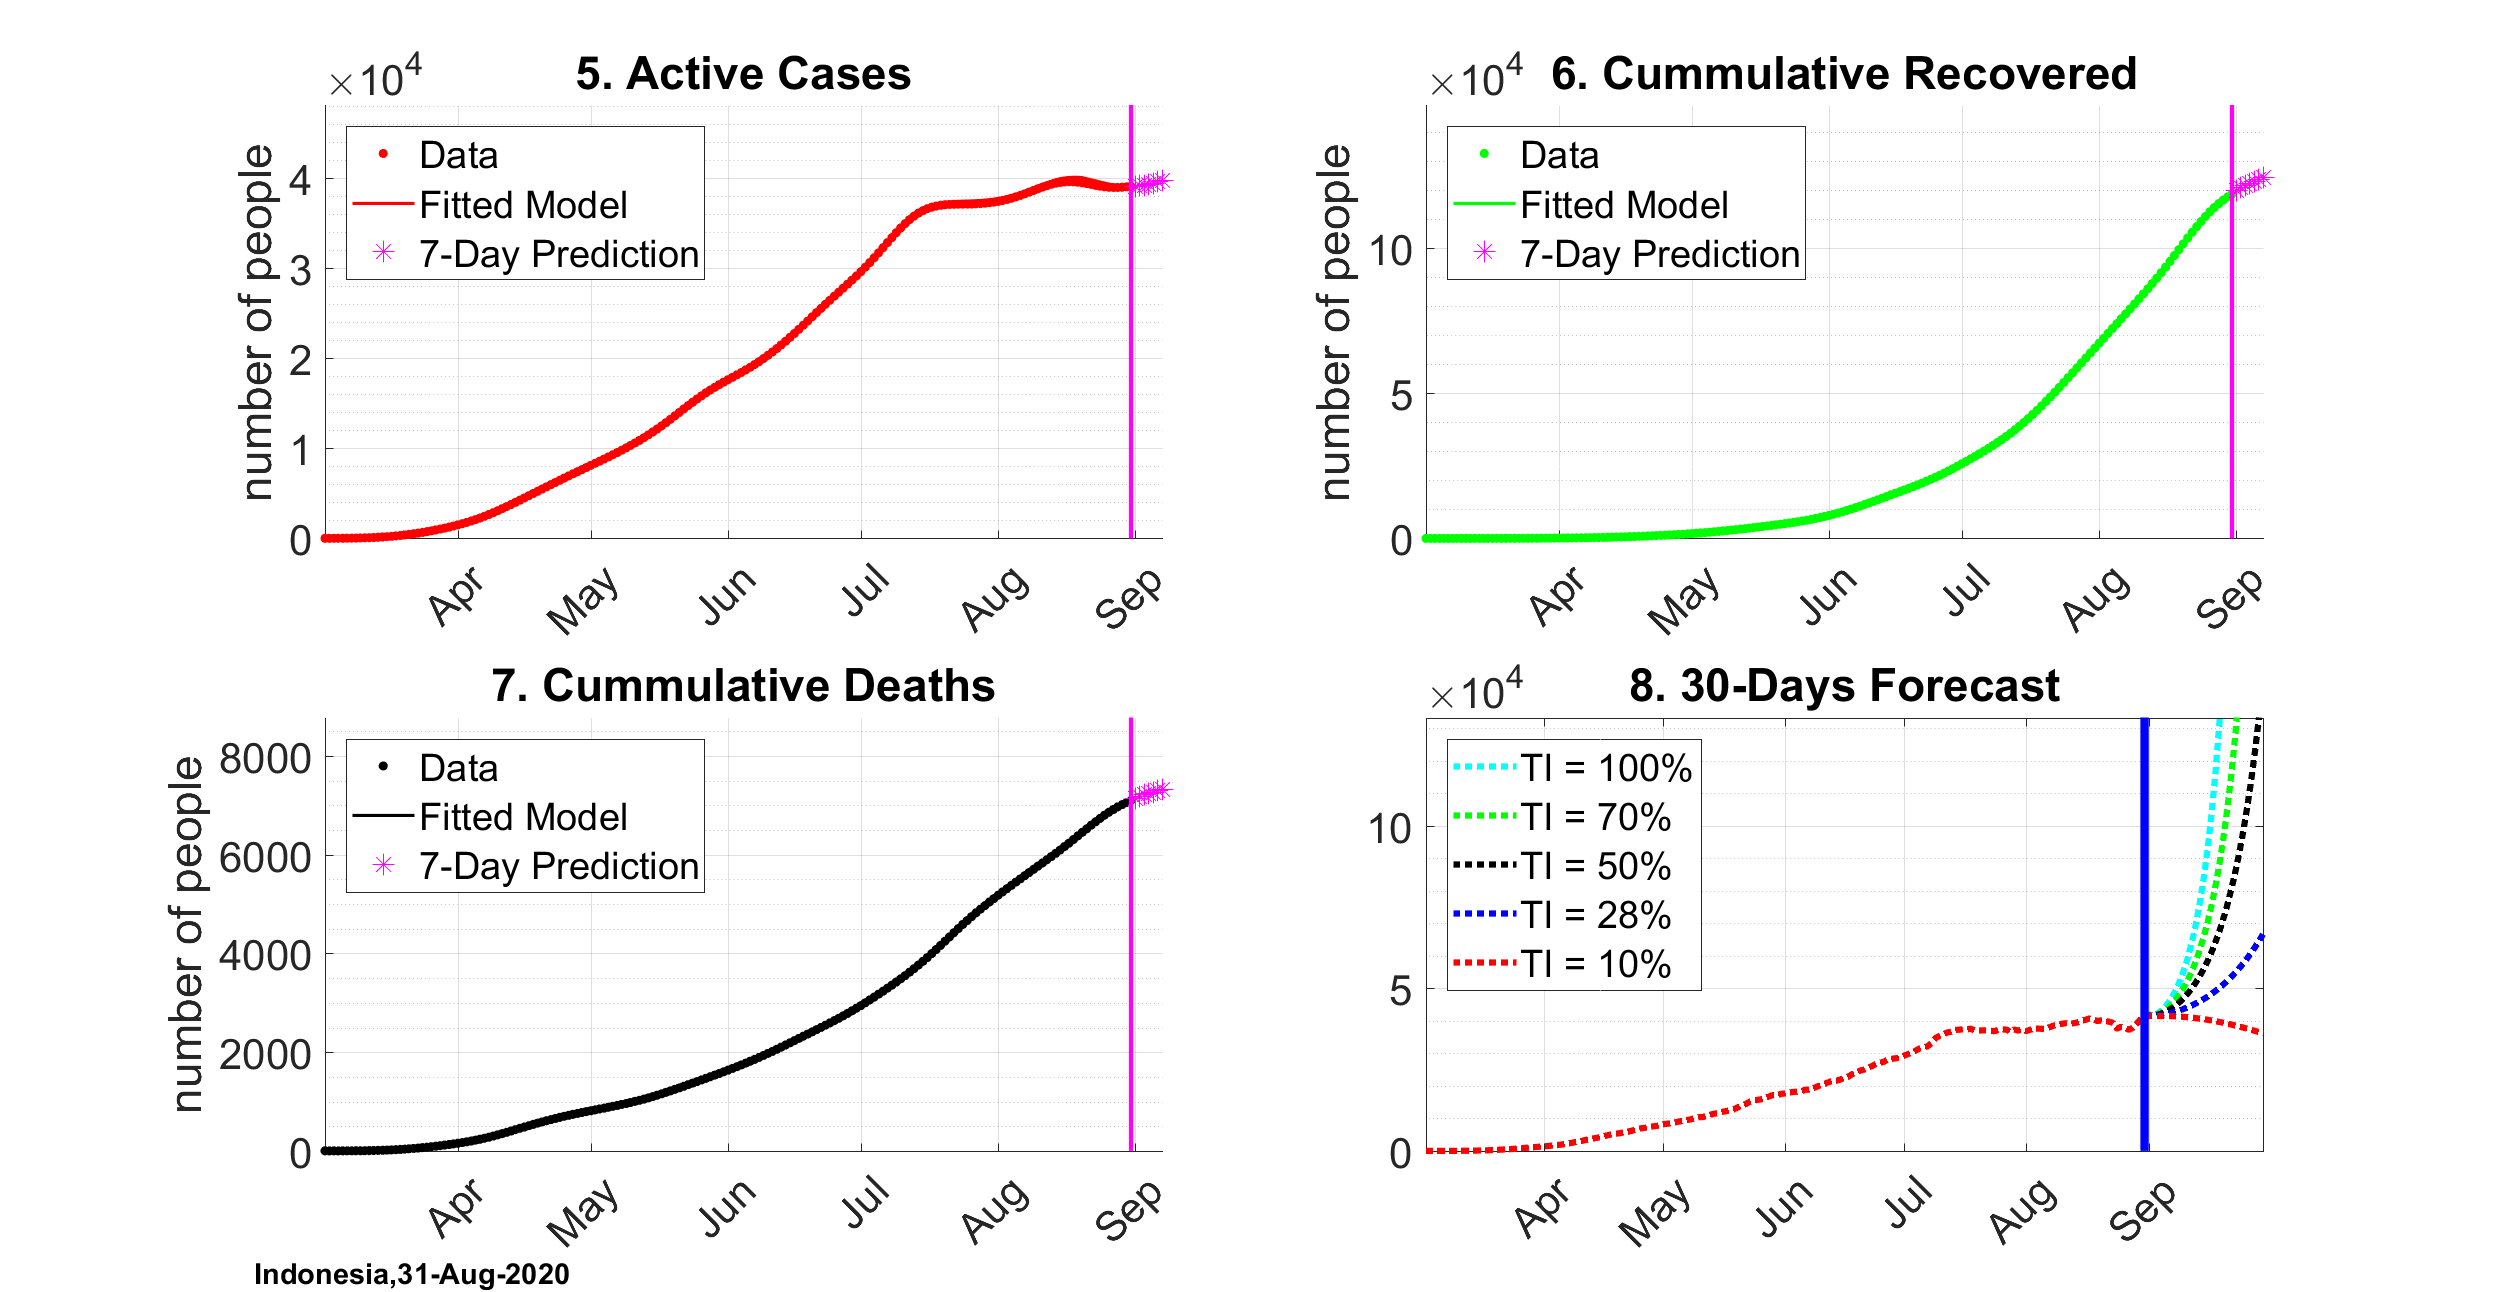 5. Active Cases
×10^4
number of people
4
3
2
1
0
Data
Fitted Model
7-Day Prediction
Apr
May
Jun
Jul
Aug
Sep
6. Cummulative Recovered
×10^4
number of people
10
5
0
Data
Fitted Model
7-Day Prediction
Apr
May
Jun
Jul
Aug
Sep
7. Cummulative Deaths
number of people
8000
6000
4000
2000
0
Data
Fitted Model
7-Day Prediction
Apr
May
Jun
Jul
Aug
Sep
8. 30-Days Forecast
×10^4
10
5
0
TI = 100%
TI = 70%
TI = 50%
TI = 28%
TI = 10%
Apr
May
Jun
Jul
Aug
Sep
Indonesia,31-Aug-2020